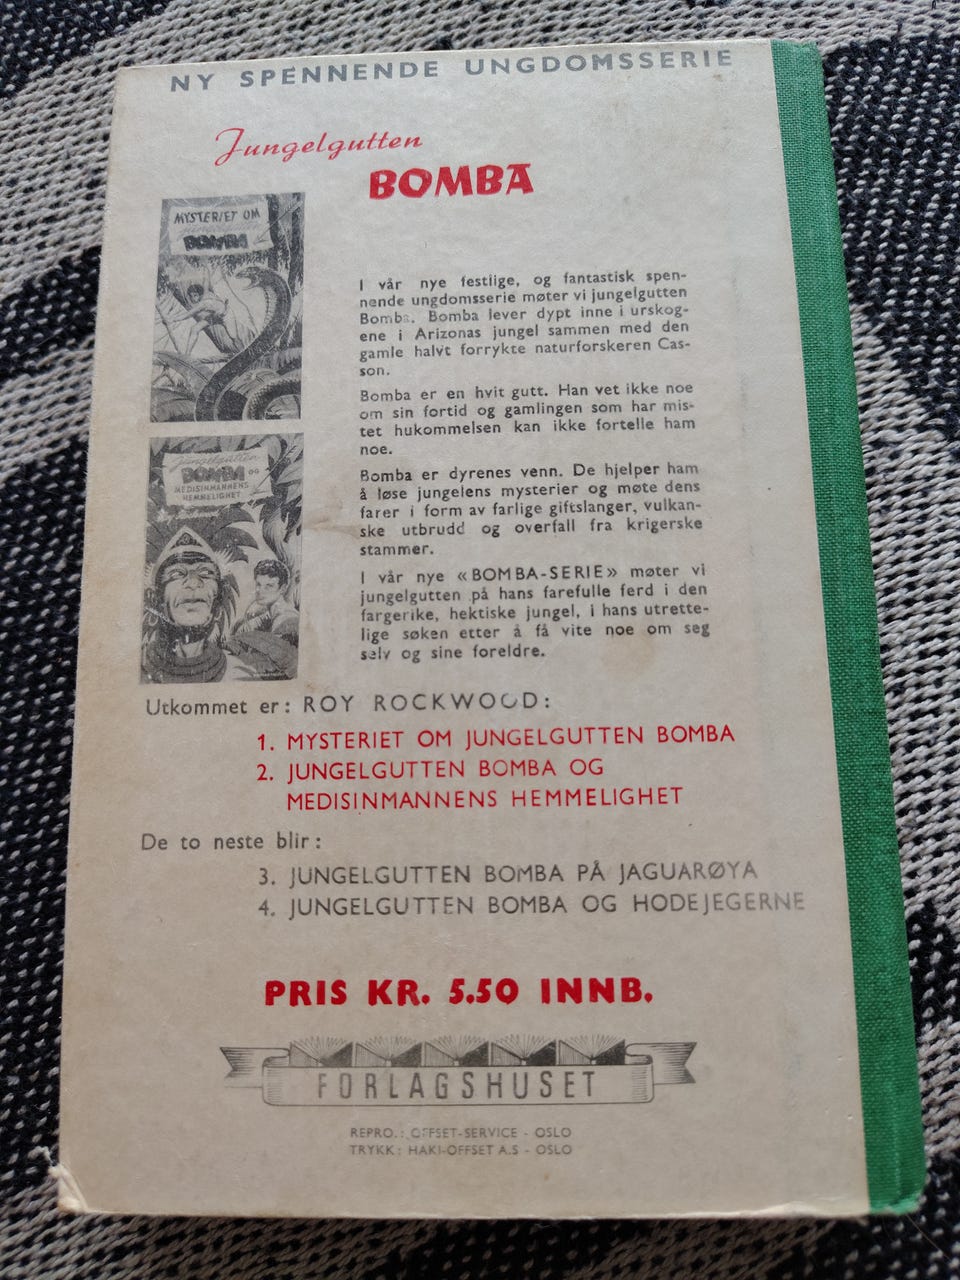 NY SPENNENDE UNGDOMSSERIE
Jungelgutten
BOMBA
MYSTERIET OM
BOMBA
I vår nye festlige, og fantastisk spen-
nende ungdomsserie møter vi jungelgutten
Bomba. Bomba lever dypt inne i urskog-
ene i Arizonas jungel sammen med den
gamle halvt forrykte naturforskeren Cas-
son.
Bomba er en hvit gutt. Han vet ikke noe
om sin fortid og gamlingen som har mis-
tet hukommelsen kan ikke fortelle ham
noe.
Bomba er dyrenes venn. De hjelper ham
å løse jungelens mysterier og møte dens
farer i form av farlige giftslanger, vulkan-
ske utbrudd og overfall fra krigerske
stammer.
I vår nye «BOMBA-SERIE» møter vi
jungelgutten på hans farefulle ferd i den
fargerike, hektiske jungel, i hans utrette-
lige søken etter å få vite noe om seg
selv og sine foreldre.
Jungelgutten
BOMBA OG
MEDISINMANNENS
HEMMELIGHET
Utkommet er: ROY ROCKWOOD:
1. MYSTERIET OM JUNGELGUTTEN BOMBA
2. JUNGELGUTTEN BOMBA OG
MEDISINMANNENS HEMMELIGHET
De to neste blir:
3. JUNGELGUTTEN BOMBA PÅ JAGUARØYA
4. JUNGELGUTTEN BOMBA OG HODEJEGERNE
PRIS KR. 5.50 INNB.
FORLAGSHUSET
REPRO.: OFFSET-SERVICE - OSLO
TRYKK: HAKI-OFFSET A.S - OSLO